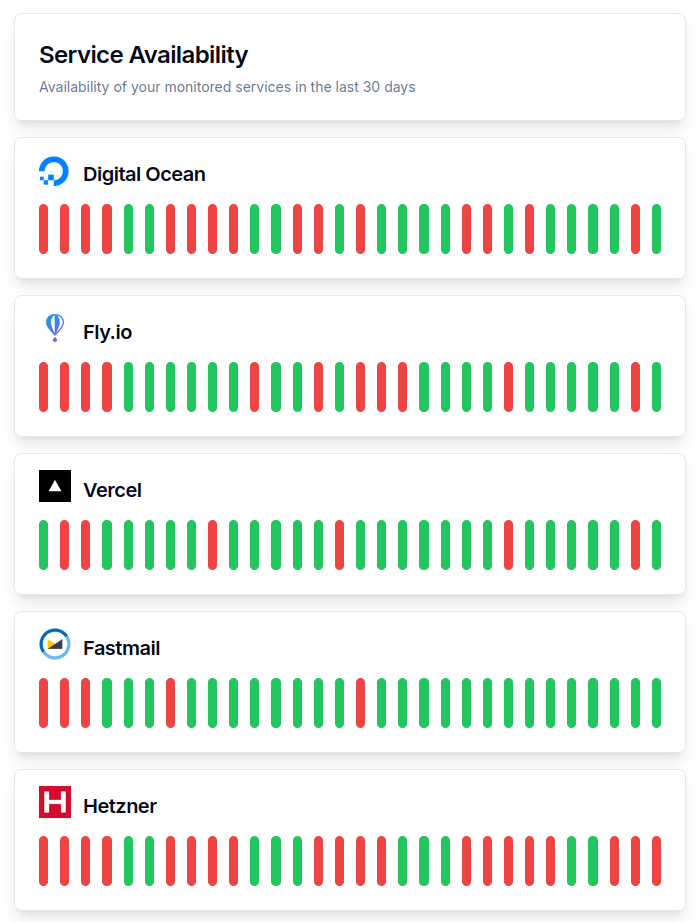 Service Availability
Availability of your monitored services in the last 30 days
Digital Ocean
Fly.io
Vercel
Fastmail
H Hetzner